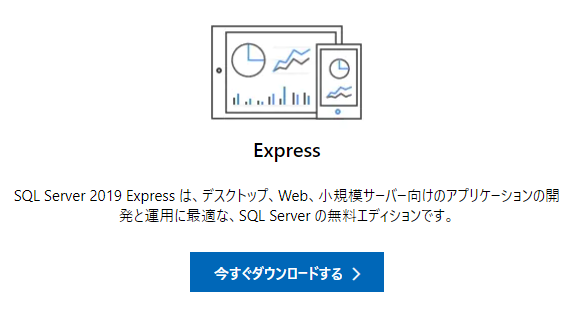 Express
SQL Server 2019 Express は、デスクトップ、Web、小規模サーバー向けのアプリケーションの開
発と運用に最適な、SQL Server の無料エディションです。
今すぐダウンロードする